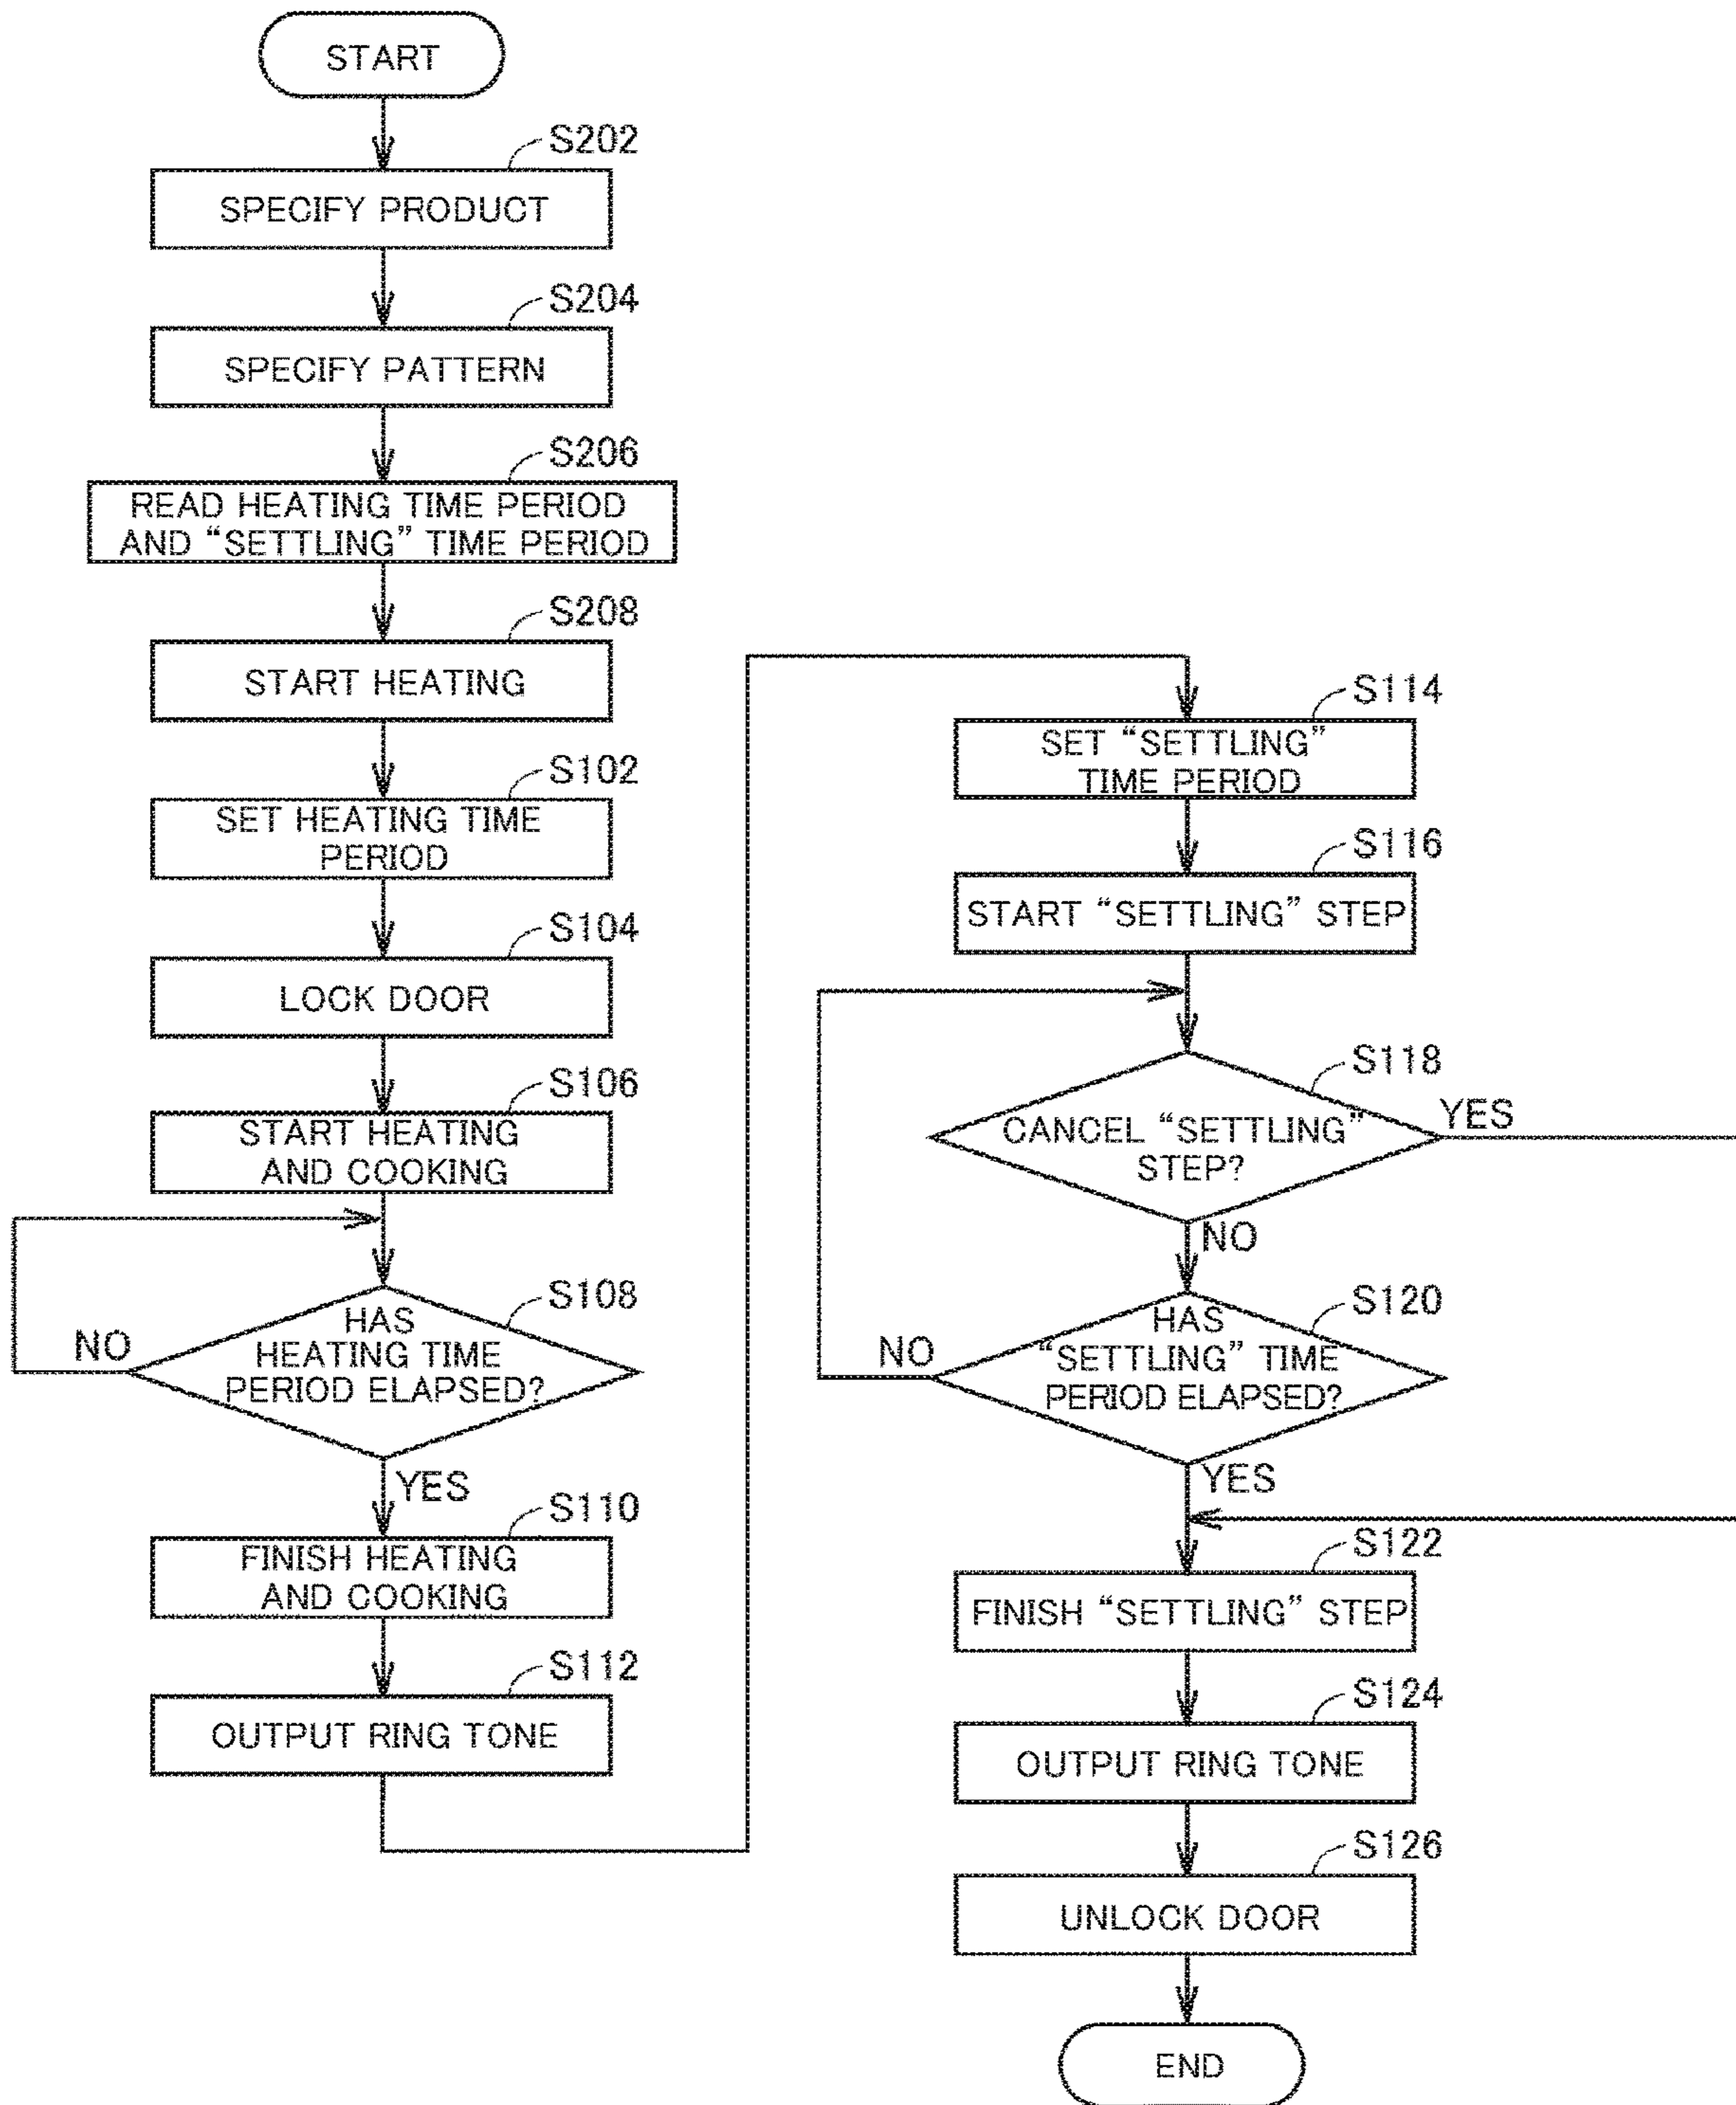 START
S202
SPECIFY PRODUCT
S204
SPECIFY PATTERN
S206
READ HEATING TIME PERIOD
AND “SETTLING” TIME PERIOD
S208
START HEATING
S102
SET HEATING TIME
PERIOD
S104
LOCK DOOR
S106
START HEATING
AND COOKING
S108
HAS
HEATING TIME
PERIOD ELAPSED?
NO
YES
S110
FINISH HEATING
AND COOKING
S112
OUTPUT RING TONE
S114
SET “SETTLING”
TIME PERIOD
S116
START “SETTLING” STEP
S118
CANCEL “SETTLING”
STEP?
YES
NO
S120
HAS
“SETTLING” TIME
PERIOD ELAPSED?
NO
YES
S122
FINISH “SETTLING” STEP
S124
OUTPUT RING TONE
S126
UNLOCK DOOR
END